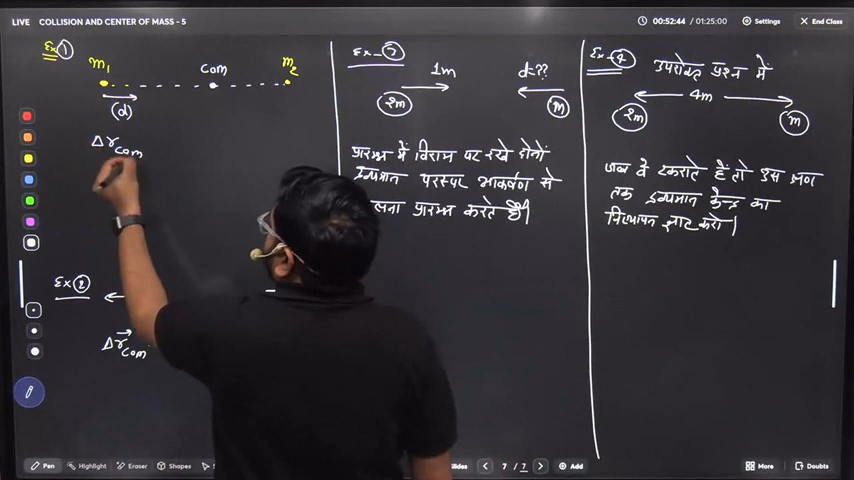 LIVE COLLISION AND CENTER OF MASS - 5
00:52:44 / 01:25:00
Settings
End Class
Ex 1
m1 com m2
(d)
Δr com
Ex 2
Δr com
Ex - 3
1m d=??
2m m
प्रारम्भ में विराम पर रखे दोनों
द्रव्यमान परस्पर आकर्षण से
चलना प्रारम्भ करते हैं।
Ex - 4 उपरोक्त प्रश्न में
4m
2m m
जब वे टकराते हैं तो इस क्षण
तक द्रव्यमान केन्द्र का
विस्थापन ज्ञात करो।
Pen Highlight Eraser Shapes
7 / 7
Add
More
Doubts